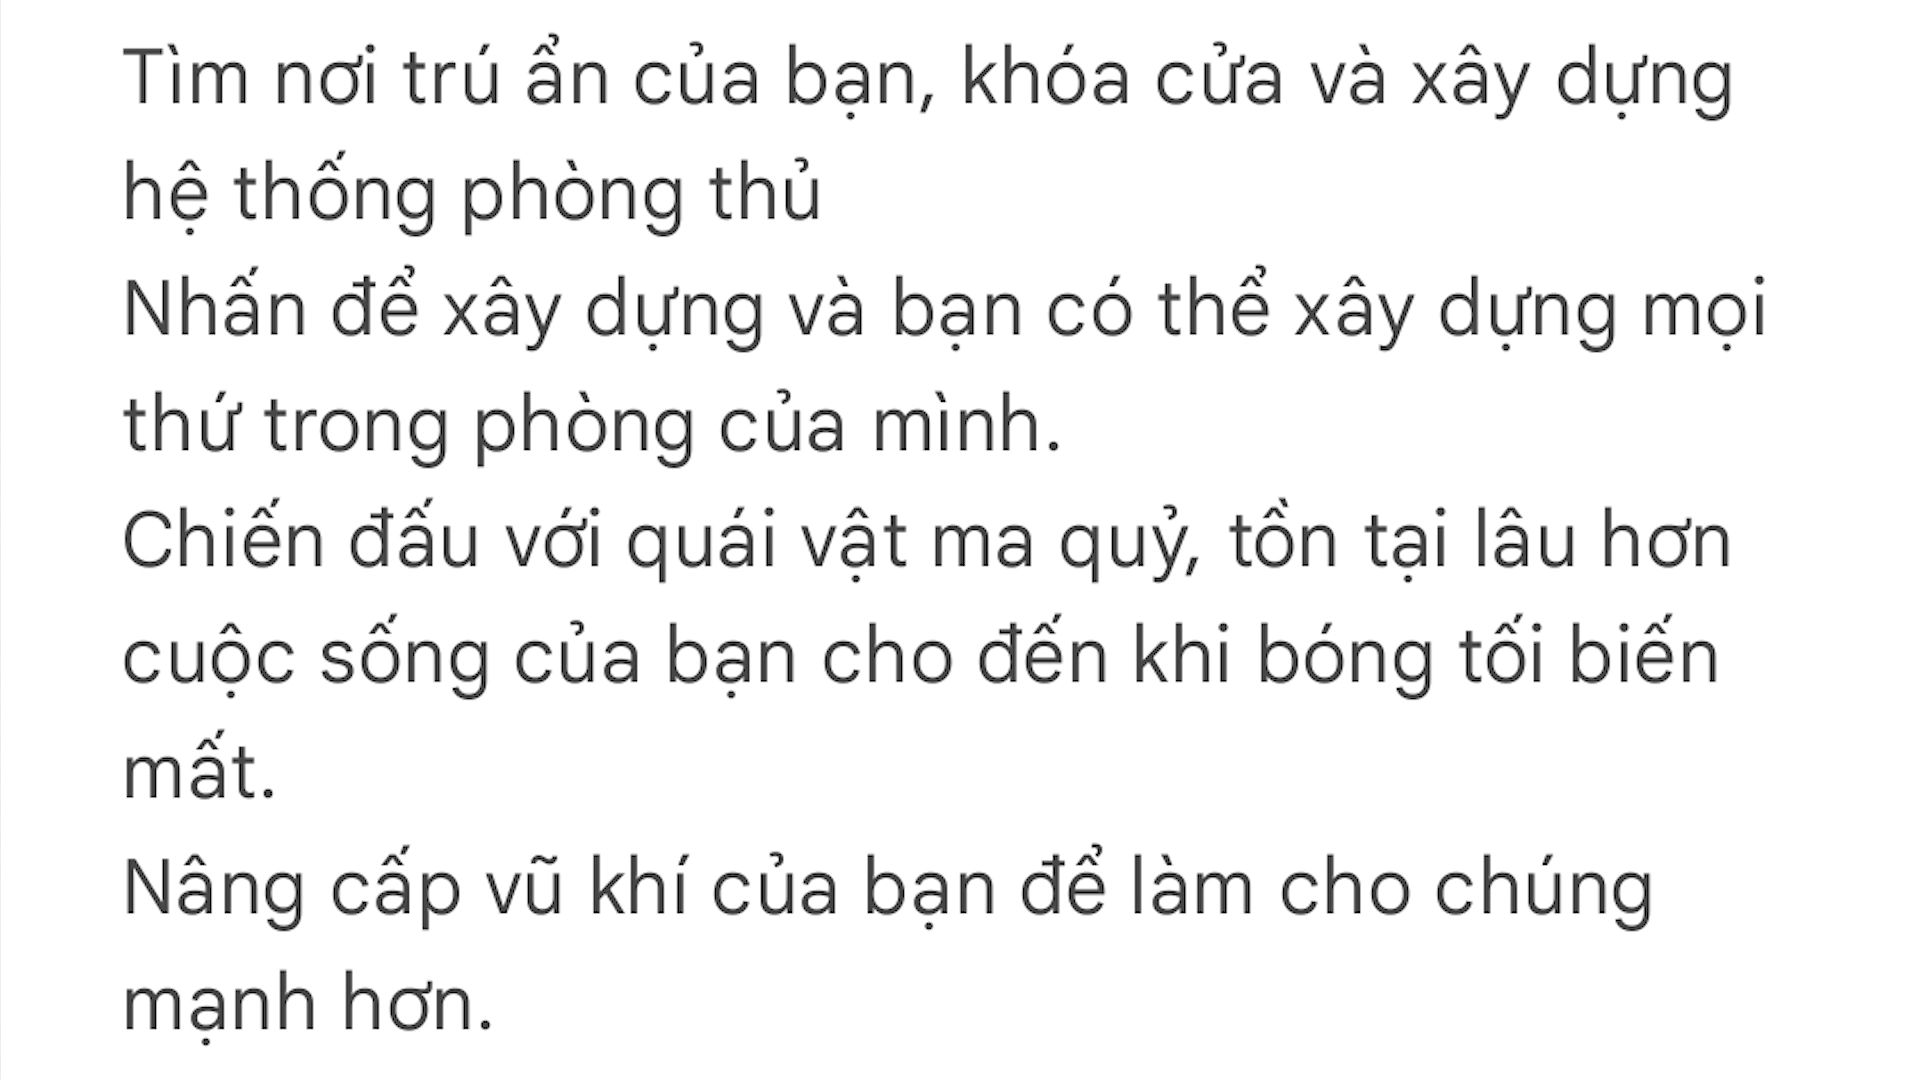 Tìm nơi trú ẩn của bạn, khóa cửa và xây dựng
hệ thống phòng thủ
Nhấn để xây dựng và bạn có thể xây dựng mọi
thứ trong phòng của mình.
Chiến đấu với quái vật ma quỷ, tồn tại lâu hơn
cuộc sống của bạn cho đến khi bóng tối biến
mất.
Nâng cấp vũ khí của bạn để làm cho chúng
mạnh hơn.